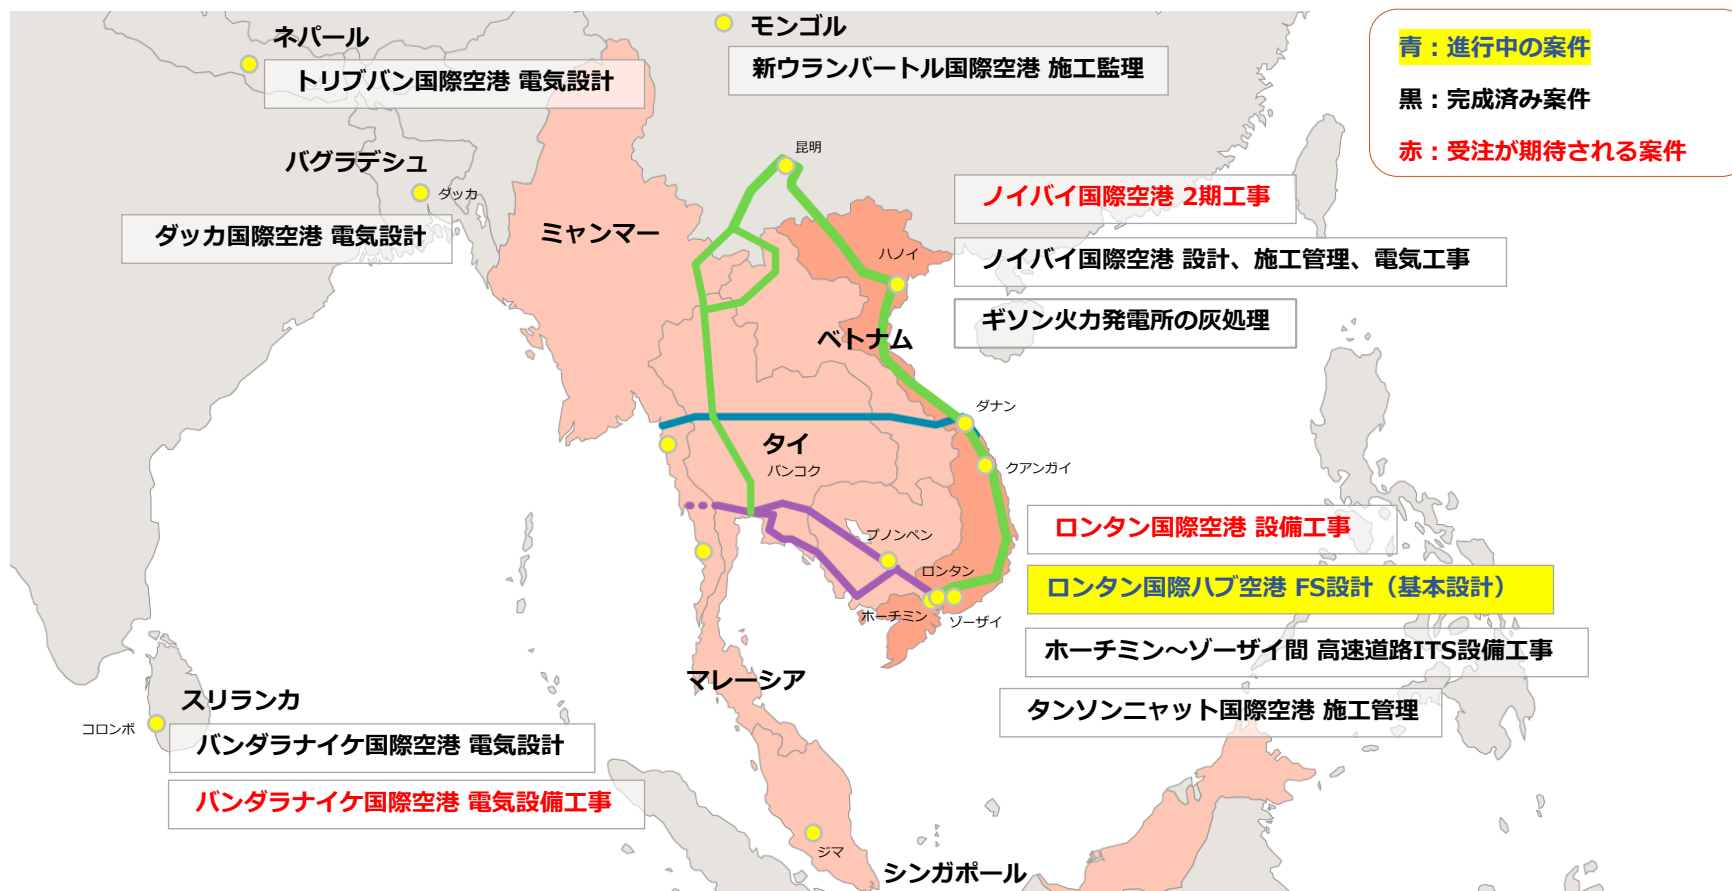 ネパール
トリブバン国際空港 電気設計
モンゴル
新ウランバートル国際空港 施工監理
青：進行中の案件
黒：完成済み案件
赤：受注が期待される案件
昆明
バグラデシュ
ダッカ
ダッカ国際空港 電気設計
ミャンマー
ノイバイ国際空港 2期工事
ハノイ
ノイバイ国際空港 設計、施工管理、電気工事
ギソン火力発電所の灰処理
ベトナム
ダナン
タイ
バンコク
クアンガイ
プノンペン
ロンタン国際空港 設備工事
ロンタン
ロンタン国際ハブ空港 FS設計（基本設計）
ホーチミン
ゾーザイ
ホーチミン～ゾーザイ間 高速道路ITS設備工事
マレーシア
タンソンニャット国際空港 施工管理
スリランカ
コロンボ
バンダラナイケ国際空港 電気設計
バンダラナイケ国際空港 電気設備工事
ジマ
シンガポール